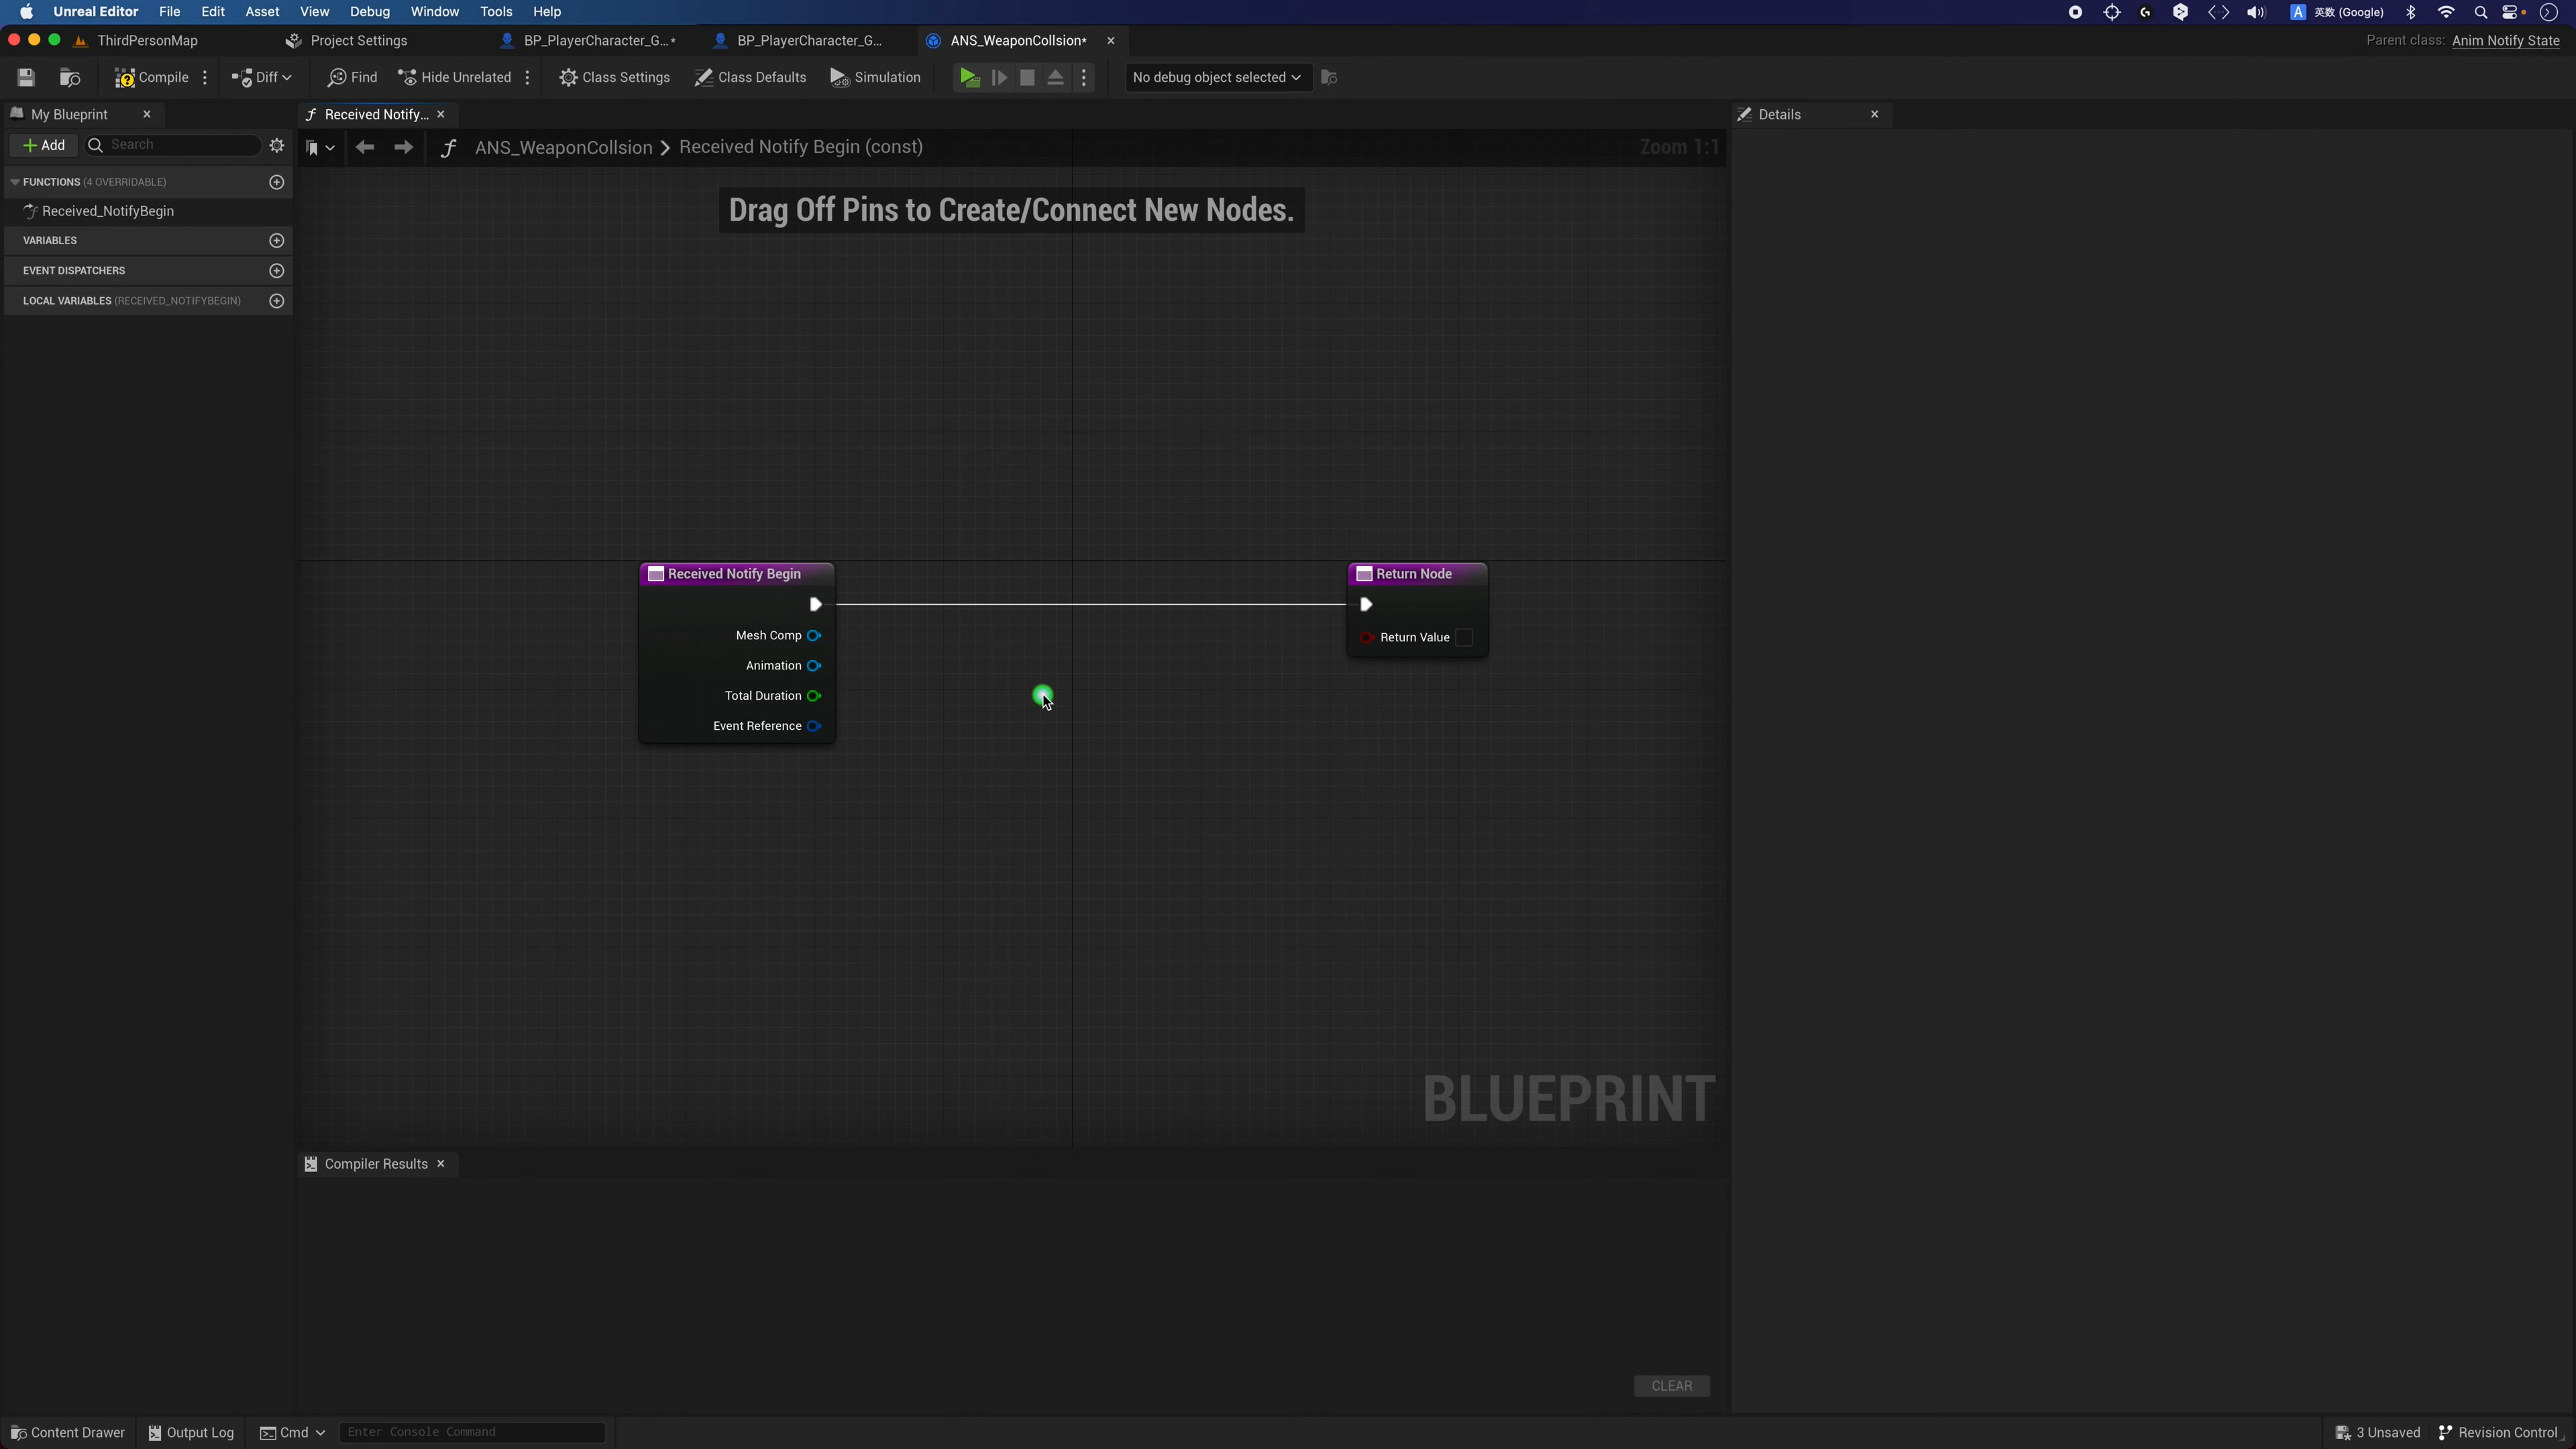 Unreal Editor File Edit Asset View Debug Window Tools Help
A 英数 (Google)
ThirdPersonMap Project Settings BP_PlayerCharacter_G...* BP_PlayerCharacter_G... ANS_WeaponCollsion*
Parent class: Anim Notify State
Compile Diff Find Hide Unrelated Class Settings Class Defaults Simulation No debug object selected
My Blueprint
Received Notify...
Details
Add Search
ANS_WeaponCollsion > Received Notify Begin (const)
Zoom 1:1
FUNCTIONS (4 OVERRIDABLE)
Received_NotifyBegin
VARIABLES
EVENT DISPATCHERS
LOCAL VARIABLES (RECEIVED_NOTIFYBEGIN)
Drag Off Pins to Create/Connect New Nodes.
Received Notify Begin
Mesh Comp
Animation
Total Duration
Event Reference
Return Node
Return Value
BLUEPRINT
Compiler Results
CLEAR
Content Drawer Output Log Cmd Enter Console Command
3 Unsaved Revision Control